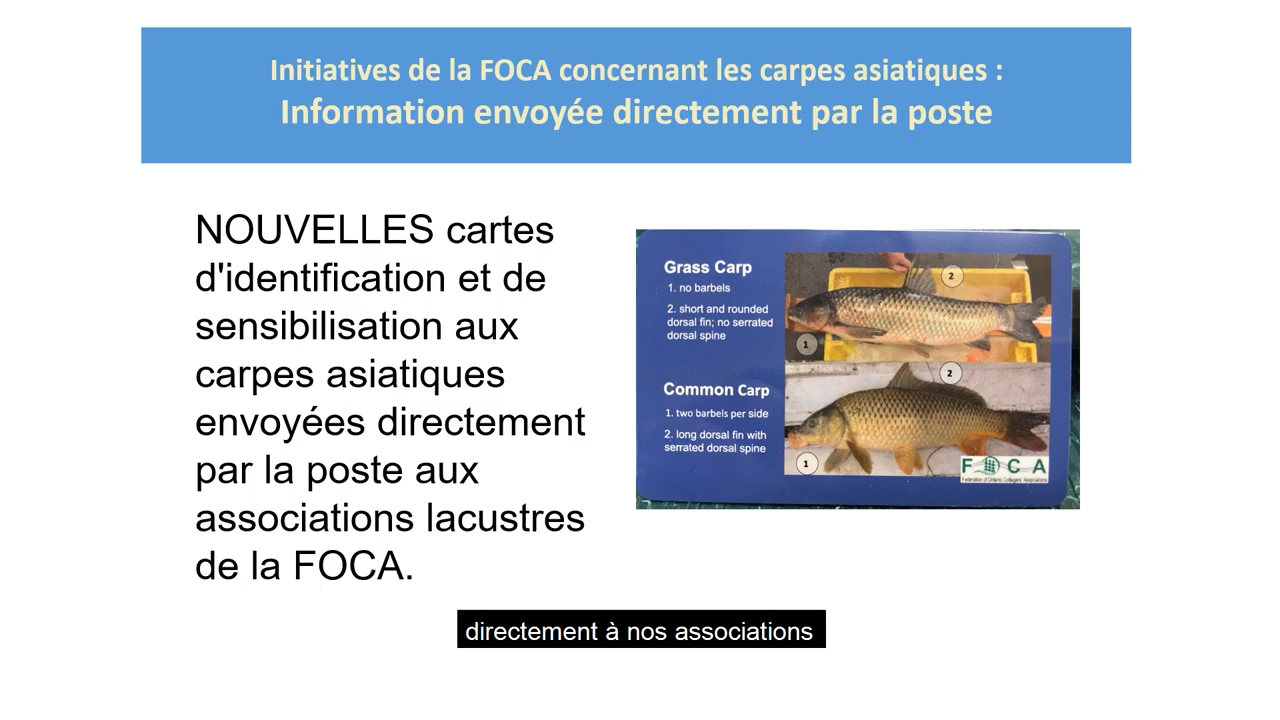 Initiatives de la FOCA concernant les carpes asiatiques :
Information envoyée directement par la poste
NOUVELLES cartes
d'identification et de
sensibilisation aux
carpes asiatiques
envoyées directement
par la poste aux
associations lacustres
de la FOCA.
Grass Carp
1. no barbels
2. short and rounded
dorsal fin; no serrated
dorsal spine
2
1
Common Carp
1. two barbels per side
2. long dorsal fin with
serrated dorsal spine
2
1
FOCA
Federation of Ontario Cottagers' Associations
directement à nos associations